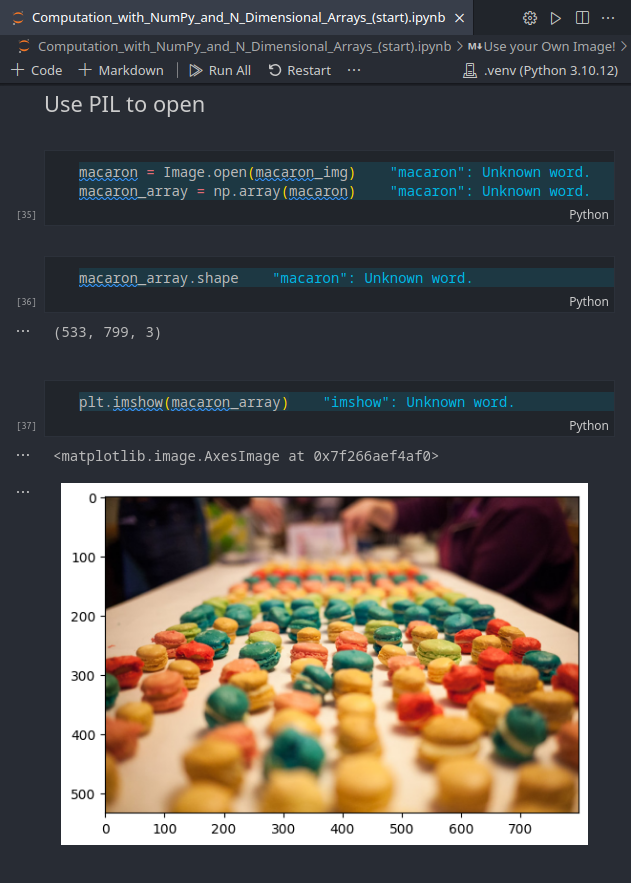 Computation_with_NumPy_and_N_Dimensional_Arrays_(start).ipynb
Computation_with_NumPy_and_N_Dimensional_Arrays_(start).ipynb > M↓Use your Own Image! >
+ Code + Markdown | Run All Restart ··· .venv (Python 3.10.12)
Use PIL to open
macaron = Image.open(macaron_img) "macaron": Unknown word.
macaron_array = np.array(macaron) "macaron": Unknown word.
[35] Python
macaron_array.shape "macaron": Unknown word.
[36] Python
··· (533, 799, 3)
plt.imshow(macaron_array) "imshow": Unknown word.
[37] Python
··· <matplotlib.image.AxesImage at 0x7f266aef4af0>
···
0
100
200
300
400
500
0 100 200 300 400 500 600 700